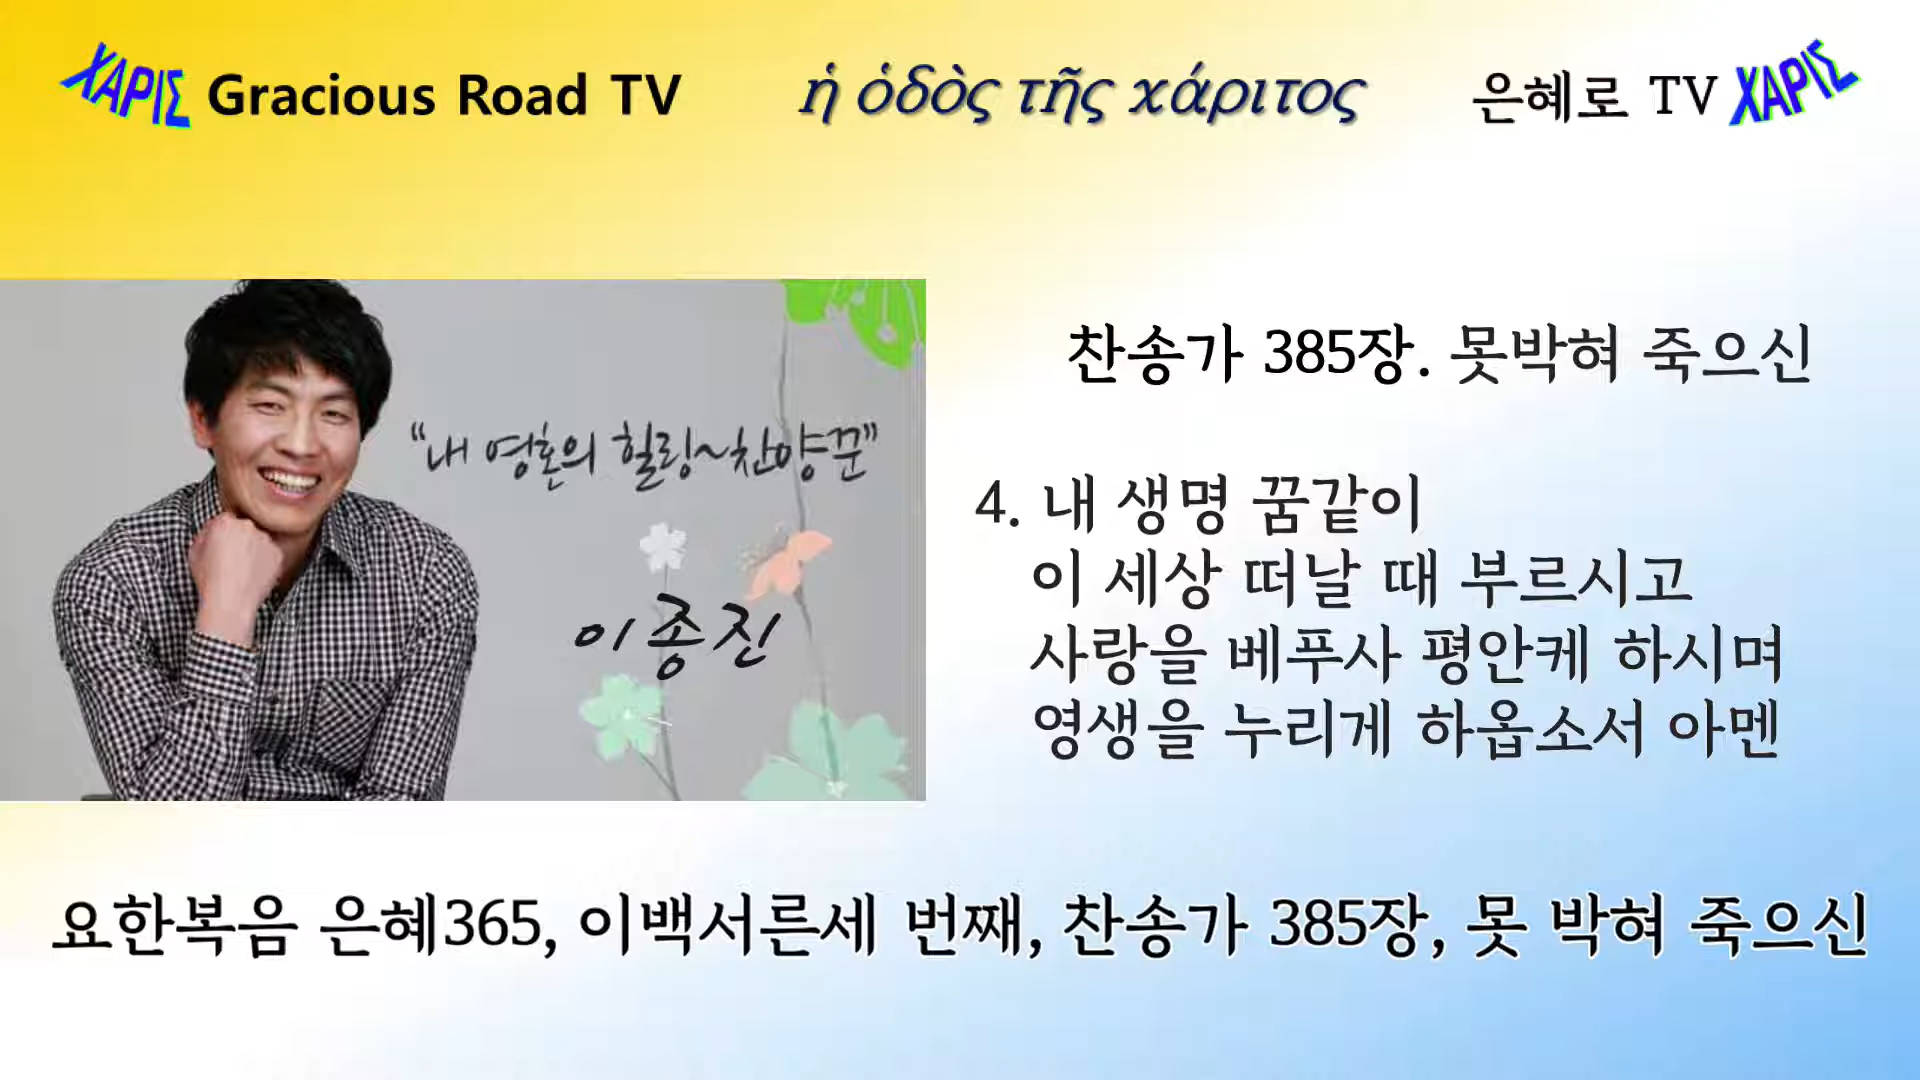 ΧΑΡΙΣ Gracious Road TV ἡ ὁδὸς τῆς χάριτος 은혜로 TV ΧΑΡΙΣ
"내 영혼의 힐링~찬양꾼"
이종진
찬송가 385장. 못박혀 죽으신
4. 내 생명 꿈같이
이 세상 떠날 때 부르시고
사랑을 베푸사 평안케 하시며
영생을 누리게 하옵소서 아멘
요한복음 은혜365, 이백서른세 번째, 찬송가 385장, 못 박혀 죽으신